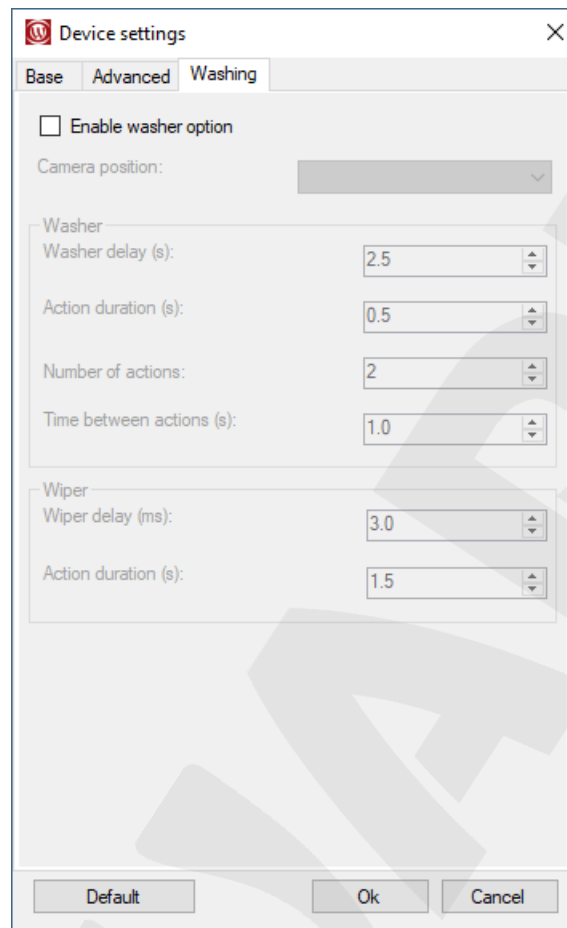 Device settings
Base Advanced Washing
Enable washer option
Camera position:
Washer
Washer delay (s): 2.5
Action duration (s): 0.5
Number of actions: 2
Time between actions (s): 1.0
Wiper
Wiper delay (ms): 3.0
Action duration (s): 1.5
Default Ok Cancel